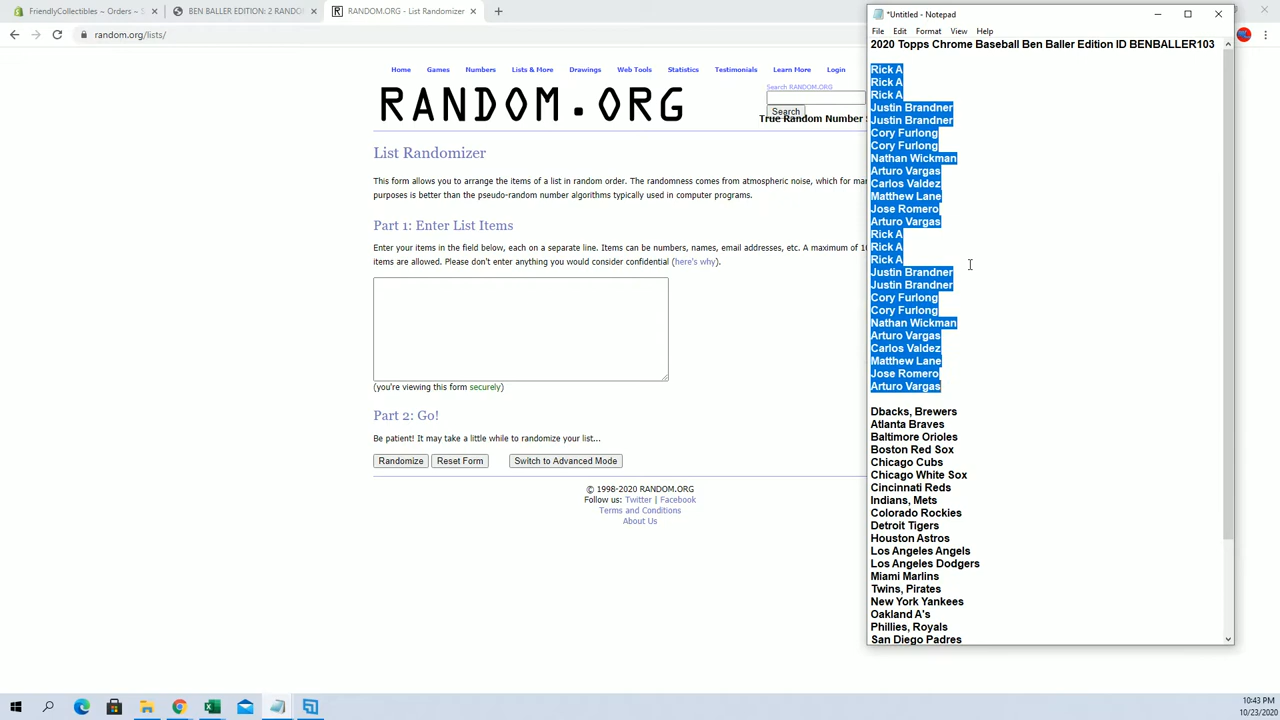 FriendlyCollectibles ~ Orders ~ S
BEN BALLER EDITION: 2 RANDO
RANDOM.ORG - List Randomizer
random.org/lists/
Home Games Numbers Lists & More Drawings Web Tools Statistics Testimonials Learn More Login
RANDOM.ORG
Search RANDOM.ORG
Search
True Random Number S
List Randomizer
This form allows you to arrange the items of a list in random order. The randomness comes from atmospheric noise, which for ma
purposes is better than the pseudo-random number algorithms typically used in computer programs.
Part 1: Enter List Items
Enter your items in the field below, each on a separate line. Items can be numbers, names, email addresses, etc. A maximum of 10
items are allowed. Please don't enter anything you would consider confidential (here's why).
(you're viewing this form securely)
Part 2: Go!
Be patient! It may take a little while to randomize your list...
Randomize Reset Form Switch to Advanced Mode
© 1998-2020 RANDOM.ORG
Follow us: Twitter | Facebook
Terms and Conditions
About Us
*Untitled - Notepad
File Edit Format View Help
2020 Topps Chrome Baseball Ben Baller Edition ID BENBALLER103
Rick A
Rick A
Rick A
Justin Brandner
Justin Brandner
Cory Furlong
Cory Furlong
Nathan Wickman
Arturo Vargas
Carlos Valdez
Matthew Lane
Jose Romero
Arturo Vargas
Rick A
Rick A
Rick A
Justin Brandner
Justin Brandner
Cory Furlong
Cory Furlong
Nathan Wickman
Arturo Vargas
Carlos Valdez
Matthew Lane
Jose Romero
Arturo Vargas
Dbacks, Brewers
Atlanta Braves
Baltimore Orioles
Boston Red Sox
Chicago Cubs
Chicago White Sox
Cincinnati Reds
Indians, Mets
Colorado Rockies
Detroit Tigers
Houston Astros
Los Angeles Angels
Los Angeles Dodgers
Miami Marlins
Twins, Pirates
New York Yankees
Oakland A's
Phillies, Royals
San Diego Padres
10:43 PM
10/23/2020